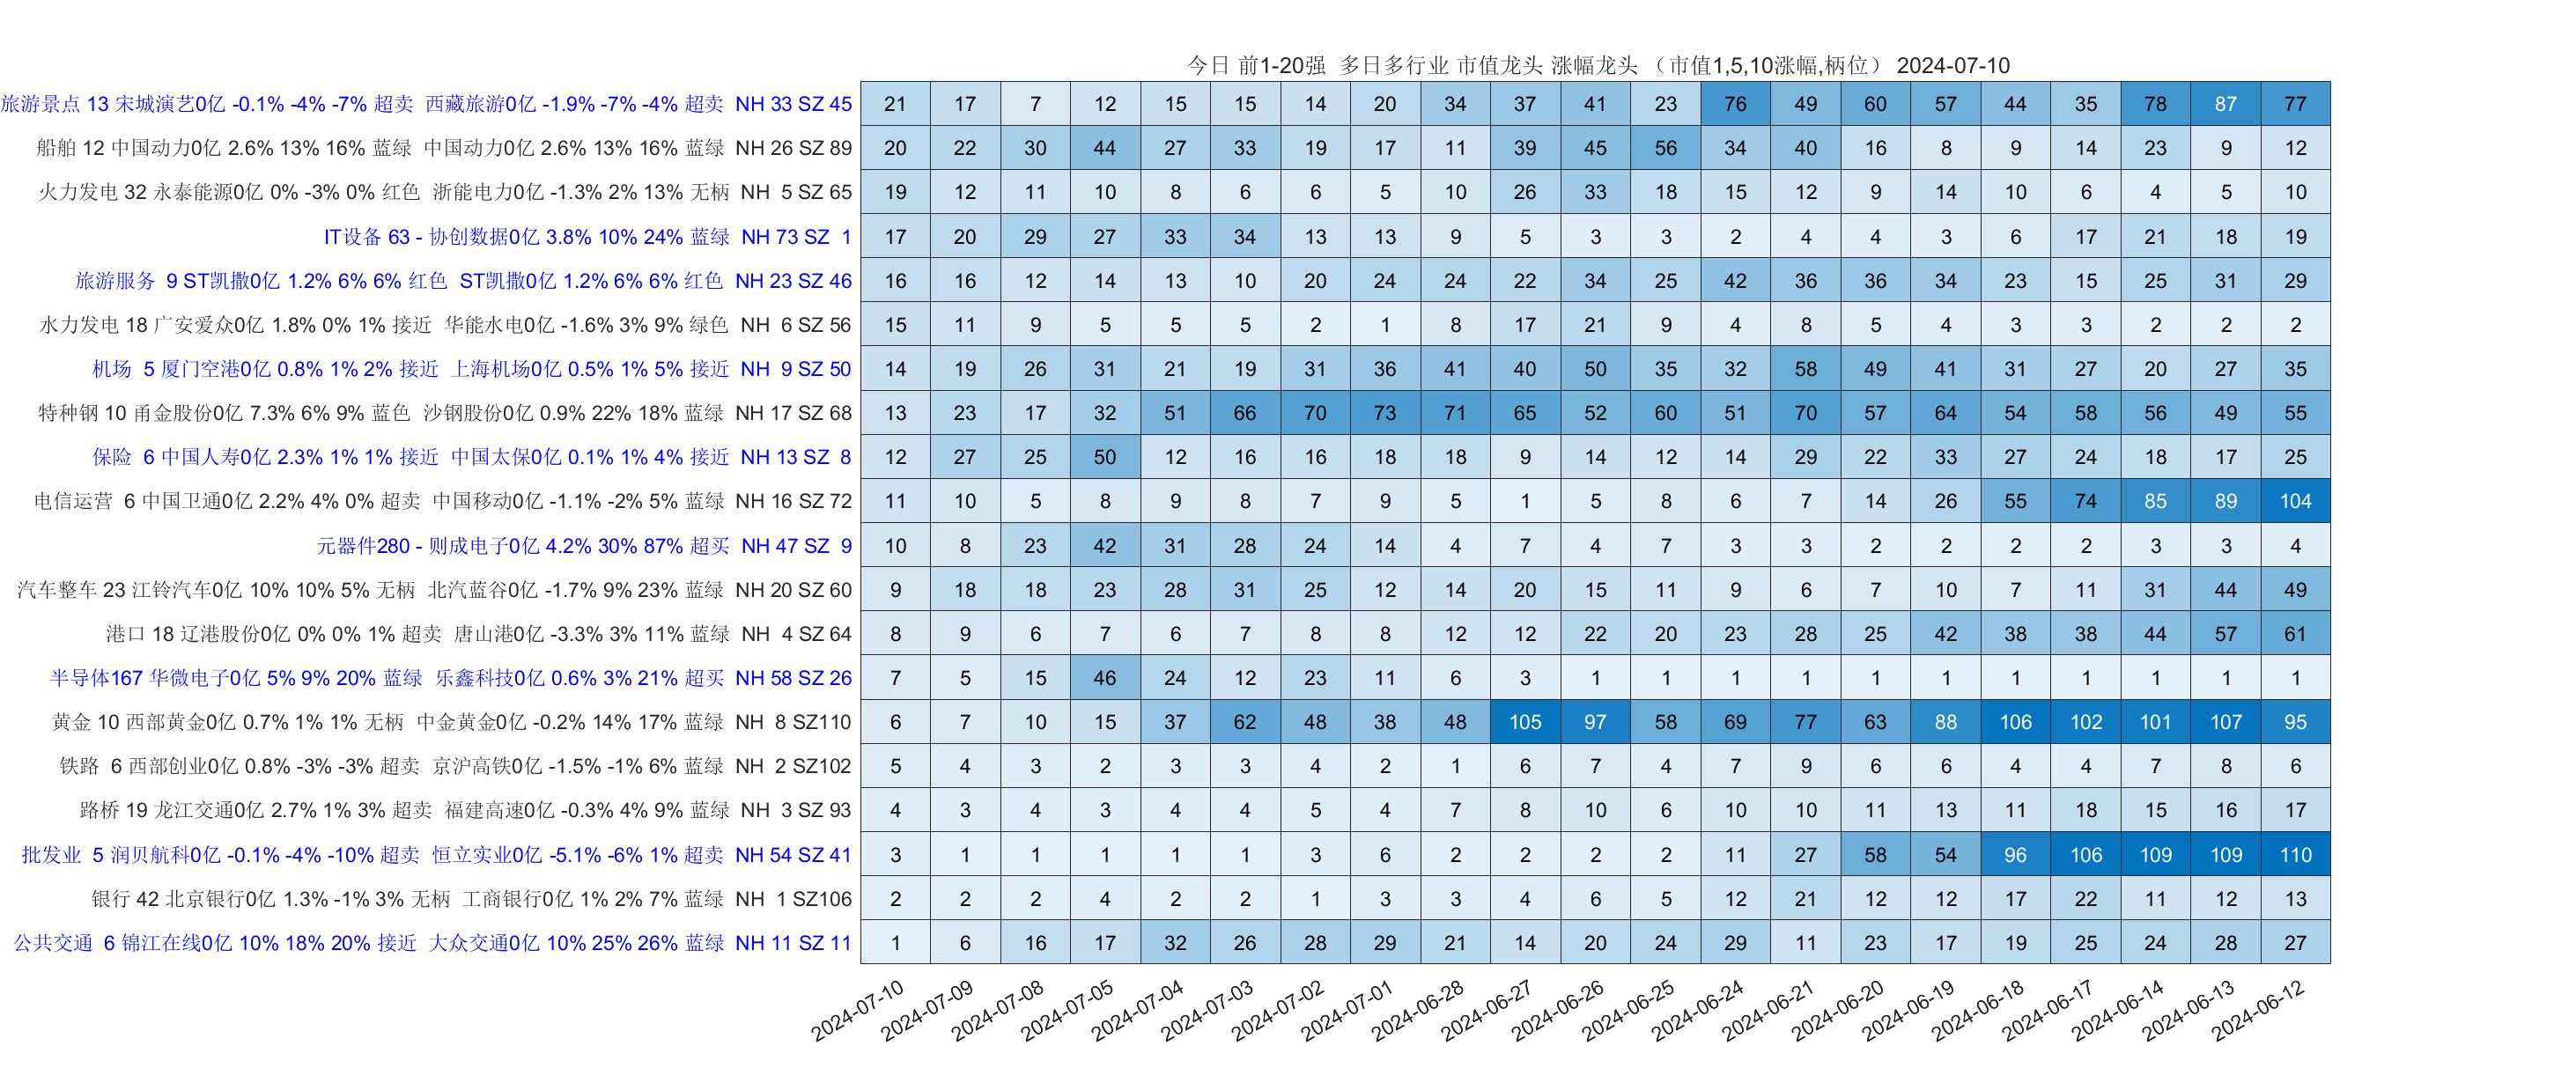 今日 前1-20强 多日多行业 市值龙头 涨幅龙头 （市值1,5,10涨幅,柄位） 2024-07-10
旅游景点 13 宋城演艺0亿 -0.1% -4% -7% 超卖 西藏旅游0亿 -1.9% -7% -4% 超卖 NH 33 SZ 45 21 17 7 12 15 15 14 20 34 37 41 23 76 49 60 57 44 35 78 87 77
船舶 12 中国动力0亿 2.6% 13% 16% 蓝绿 中国动力0亿 2.6% 13% 16% 蓝绿 NH 26 SZ 89 20 22 30 44 27 33 19 17 11 39 45 56 34 40 16 8 9 14 23 9 12
火力发电 32 永泰能源0亿 0% -3% 0% 红色 浙能电力0亿 -1.3% 2% 13% 无柄 NH 5 SZ 65 19 12 11 10 8 6 6 5 10 26 33 18 15 12 9 14 10 6 4 5 10
IT设备 63 - 协创数据0亿 3.8% 10% 24% 蓝绿 NH 73 SZ 1 17 20 29 27 33 34 13 13 9 5 3 3 2 4 4 3 6 17 21 18 19
旅游服务 9 ST凯撒0亿 1.2% 6% 6% 红色 ST凯撒0亿 1.2% 6% 6% 红色 NH 23 SZ 46 16 16 12 14 13 10 20 24 24 22 34 25 42 36 36 34 23 15 25 31 29
水力发电 18 广安爱众0亿 1.8% 0% 1% 接近 华能水电0亿 -1.6% 3% 9% 绿色 NH 6 SZ 56 15 11 9 5 5 5 2 1 8 17 21 9 4 8 5 4 3 3 2 2 2
机场 5 厦门空港0亿 0.8% 1% 2% 接近 上海机场0亿 0.5% 1% 5% 接近 NH 9 SZ 50 14 19 26 31 21 19 31 36 41 40 50 35 32 58 49 41 31 27 20 27 35
特种钢 10 甬金股份0亿 7.3% 6% 9% 蓝色 沙钢股份0亿 0.9% 22% 18% 蓝绿 NH 17 SZ 68 13 23 17 32 51 66 70 73 71 65 52 60 51 70 57 64 54 58 56 49 55
保险 6 中国人寿0亿 2.3% 1% 1% 接近 中国太保0亿 0.1% 1% 4% 接近 NH 13 SZ 8 12 27 25 50 12 16 16 18 18 9 14 12 14 29 22 33 27 24 18 17 25
电信运营 6 中国卫通0亿 2.2% 4% 0% 超卖 中国移动0亿 -1.1% -2% 5% 蓝绿 NH 16 SZ 72 11 10 5 8 9 8 7 9 5 1 5 8 6 7 14 26 55 74 85 89 104
元器件280 - 则成电子0亿 4.2% 30% 87% 超买 NH 47 SZ 9 10 8 23 42 31 28 24 14 4 7 4 7 3 3 2 2 2 2 3 3 4
汽车整车 23 江铃汽车0亿 10% 10% 5% 无柄 北汽蓝谷0亿 -1.7% 9% 23% 蓝绿 NH 20 SZ 60 9 18 18 23 28 31 25 12 14 20 15 11 9 6 7 10 7 11 31 44 49
港口 18 辽港股份0亿 0% 0% 1% 超卖 唐山港0亿 -3.3% 3% 11% 蓝绿 NH 4 SZ 64 8 9 6 7 6 7 8 8 12 12 22 20 23 28 25 42 38 38 44 57 61
半导体167 华微电子0亿 5% 9% 20% 蓝绿 乐鑫科技0亿 0.6% 3% 21% 超买 NH 58 SZ 26 7 5 15 46 24 12 23 11 6 3 1 1 1 1 1 1 1 1 1 1 1
黄金 10 西部黄金0亿 0.7% 1% 1% 无柄 中金黄金0亿 -0.2% 14% 17% 蓝绿 NH 8 SZ110 6 7 10 15 37 62 48 38 48 105 97 58 69 77 63 88 106 102 101 107 95
铁路 6 西部创业0亿 0.8% -3% -3% 超卖 京沪高铁0亿 -1.5% -1% 6% 蓝绿 NH 2 SZ102 5 4 3 2 3 3 4 2 1 6 7 4 7 9 6 6 4 4 7 8 6
路桥 19 龙江交通0亿 2.7% 1% 3% 超卖 福建高速0亿 -0.3% 4% 9% 蓝绿 NH 3 SZ 93 4 3 4 3 4 4 5 4 7 8 10 6 10 10 11 13 11 18 15 16 17
批发业 5 润贝航科0亿 -0.1% -4% -10% 超卖 恒立实业0亿 -5.1% -6% 1% 超卖 NH 54 SZ 41 3 1 1 1 1 1 3 6 2 2 2 2 11 27 58 54 96 106 109 109 110
银行 42 北京银行0亿 1.3% -1% 3% 无柄 工商银行0亿 1% 2% 7% 蓝绿 NH 1 SZ106 2 2 2 4 2 2 1 3 3 4 6 5 12 21 12 12 17 22 11 12 13
公共交通 6 锦江在线0亿 10% 18% 20% 接近 大众交通0亿 10% 25% 26% 蓝绿 NH 11 SZ 11 1 6 16 17 32 26 28 29 21 14 20 24 29 11 23 17 19 25 24 28 27
2024-07-10 2024-07-09 2024-07-08 2024-07-05 2024-07-04 2024-07-03 2024-07-02 2024-07-01 2024-06-28 2024-06-27 2024-06-26 2024-06-25 2024-06-24 2024-06-21 2024-06-20 2024-06-19 2024-06-18 2024-06-17 2024-06-14 2024-06-13 2024-06-12